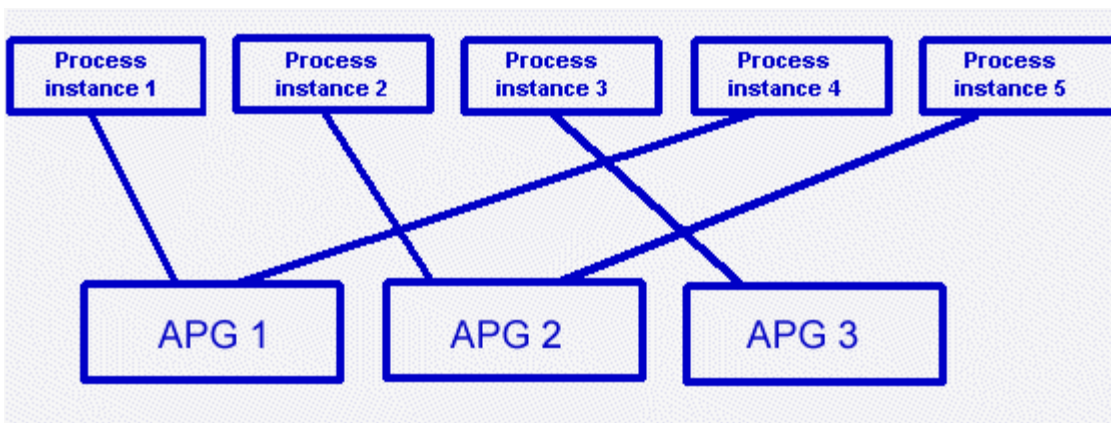 Process
instance 1
Process
instance 2
Process
instance 3
Process
instance 4
Process
instance 5
APG 1
APG 2
APG 3